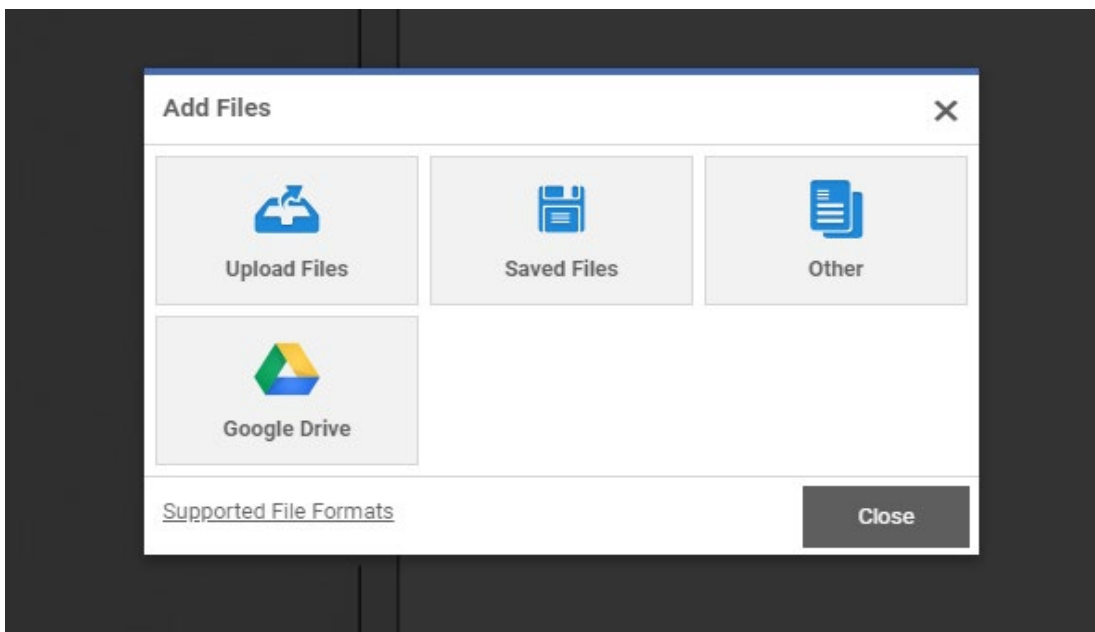 Add Files
Upload Files
Saved Files
Other
Google Drive
Supported File Formats
Close